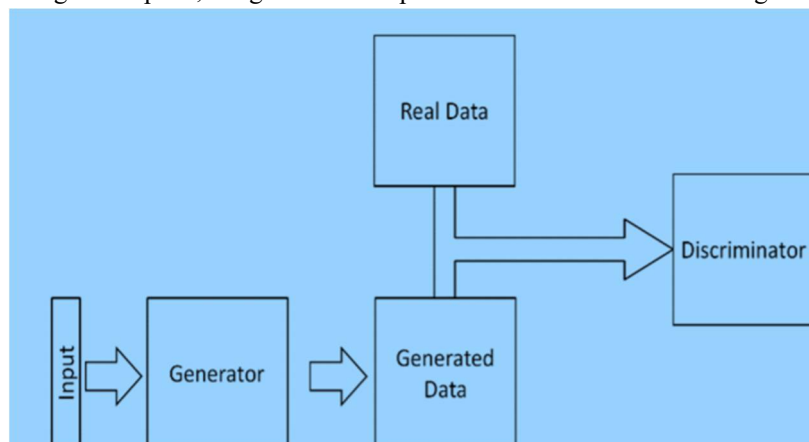 Real Data
Discriminator
Input
Generator
Generated
Data